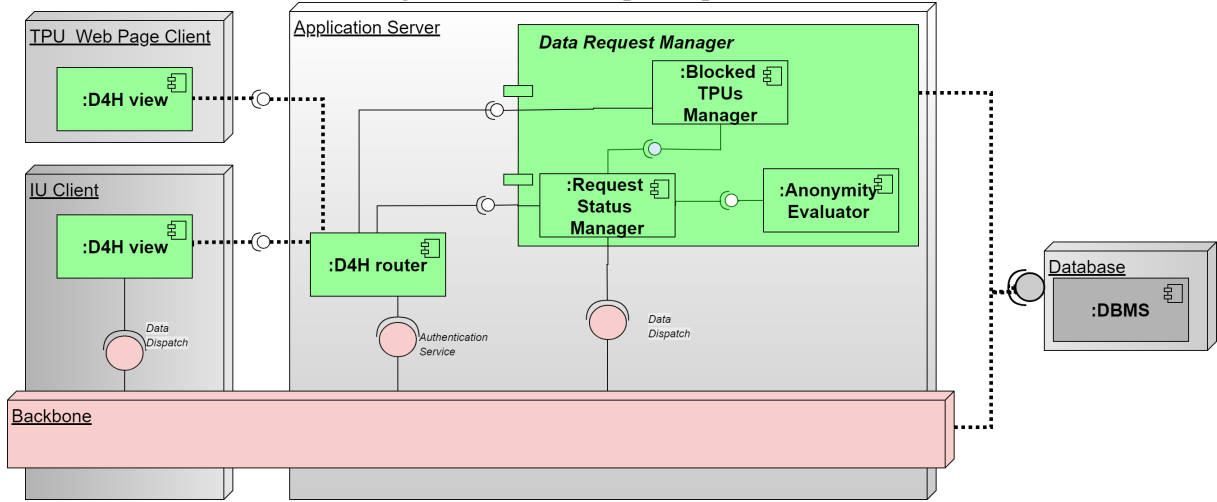 TPU Web Page Client
:D4H view
IU Client
:D4H view
Data
Dispatch
Application Server
Data Request Manager
:Blocked
TPUs
Manager
:Request
Status
Manager
:Anonymity
Evaluator
:D4H router
Authentication
Service
Data
Dispatch
Database
:DBMS
Backbone